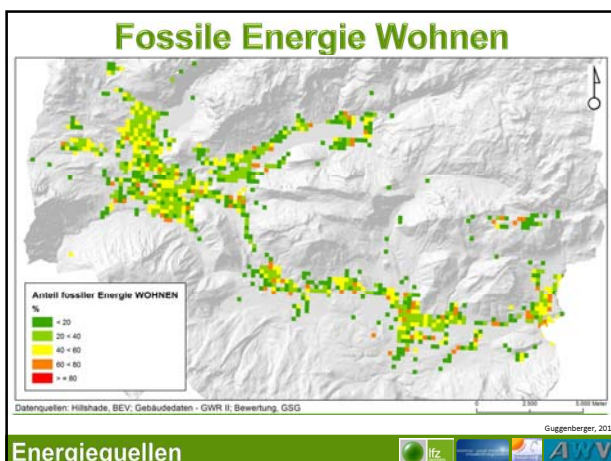 Fossile Energie Wohnen
Anteil fossiler Energie WOHNEN
%
< 20
20 < 40
40 < 60
60 < 80
> = 80
Datenquellen: Hillshade, BEV; Gebäudedaten - GWR II; Bewertung, GSG
0 2.500 5.000 Meter
Guggenberger, 201
Energiequellen
lfz
AWV